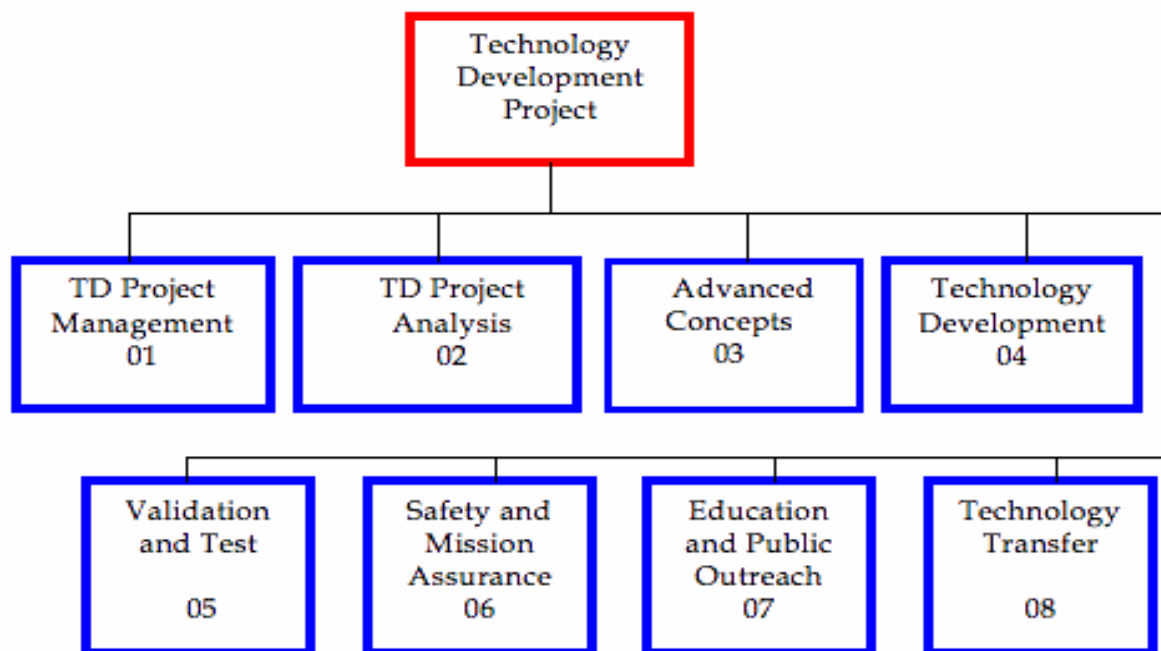 Technology
Development
Project
TD Project
Management
01
TD Project
Analysis
02
Advanced
Concepts
03
Technology
Development
04
Validation
and Test
05
Safety and
Mission
Assurance
06
Education
and Public
Outreach
07
Technology
Transfer
08